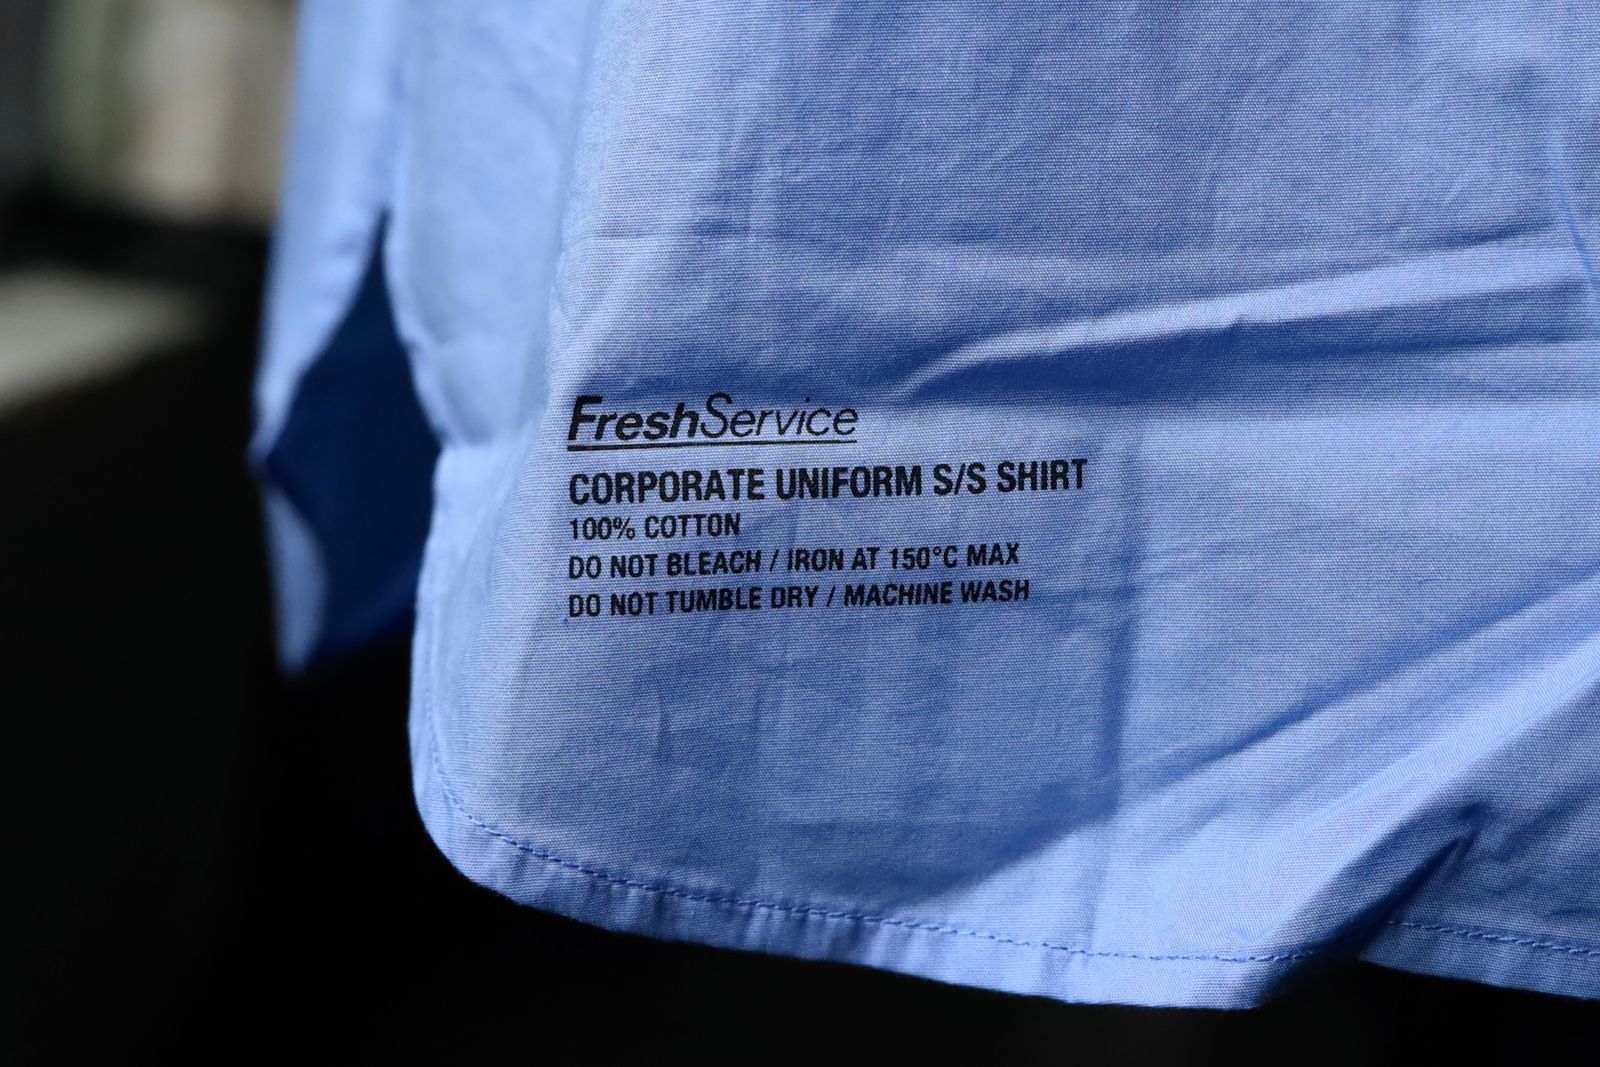 FreshService
CORPORATE UNIFORM S/S SHIRT
100% COTTON
DO NOT BLEACH / IRON AT 150°C MAX
DO NOT TUMBLE DRY / MACHINE WASH